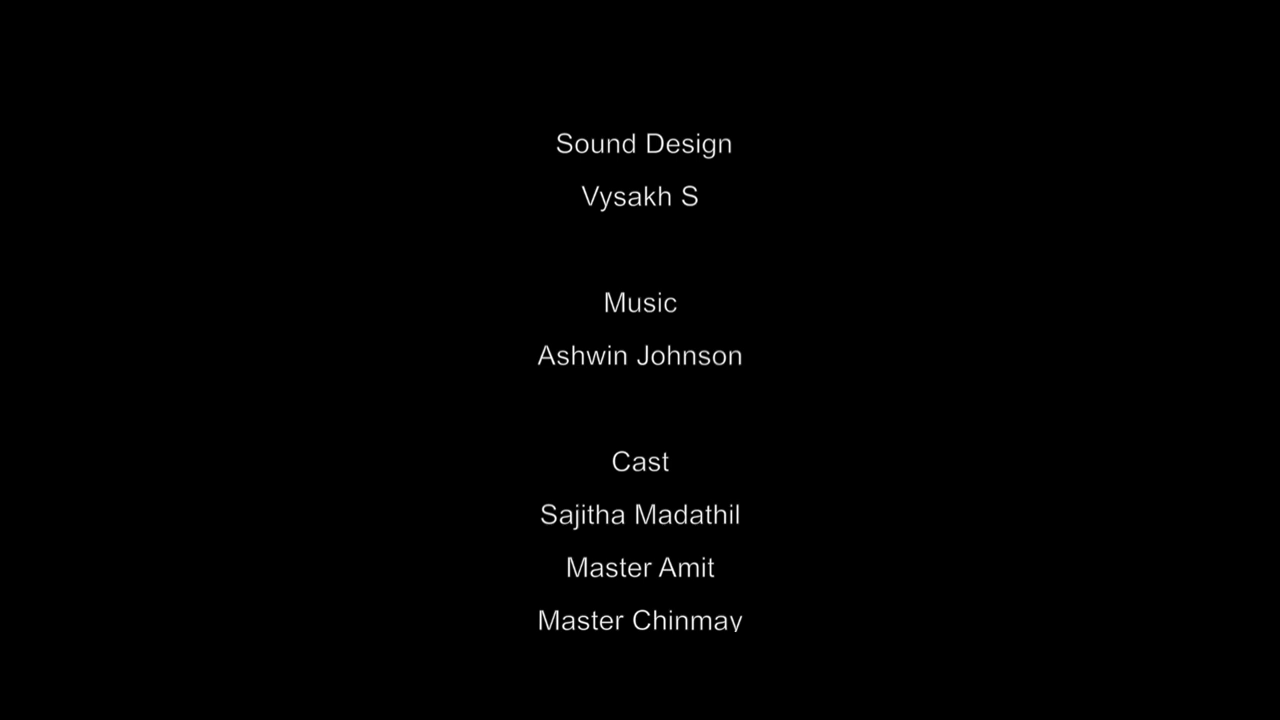 Sound Design
Vysakh S
Music
Ashwin Johnson
Cast
Sajitha Madathil
Master Amit
Master Chinmay